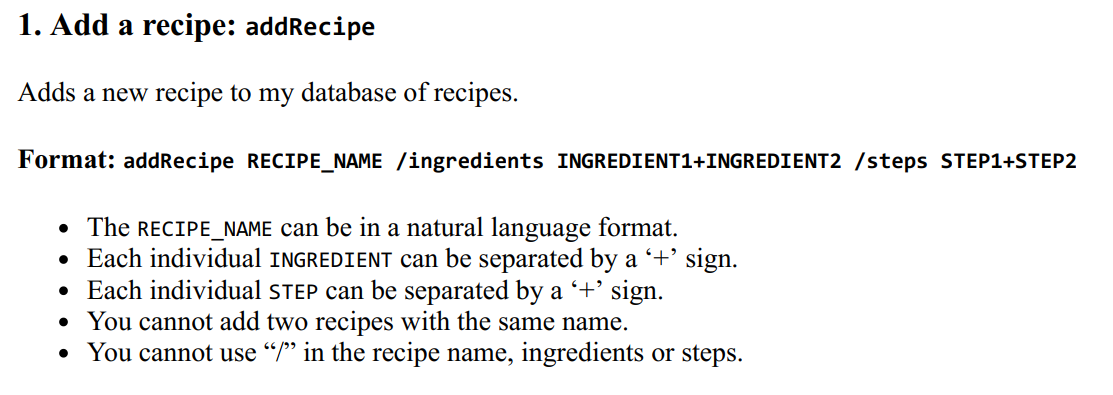 1. Add a recipe: addRecipe
Adds a new recipe to my database of recipes.
Format: addRecipe RECIPE_NAME /ingredients INGREDIENT1+INGREDIENT2 /steps STEP1+STEP2
• The RECIPE_NAME can be in a natural language format.
• Each individual INGREDIENT can be separated by a ‘+’ sign.
• Each individual STEP can be separated by a ‘+’ sign.
• You cannot add two recipes with the same name.
• You cannot use “/” in the recipe name, ingredients or steps.